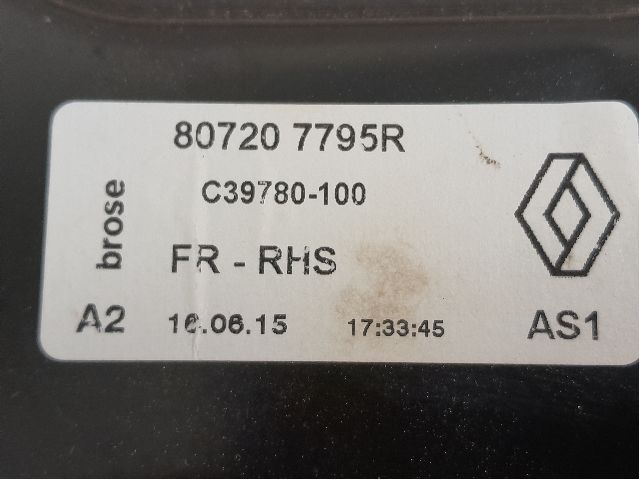 80720 7795R
C39780-100
brose
FR - RHS
A2
16.06.15
17:33:45
AS1